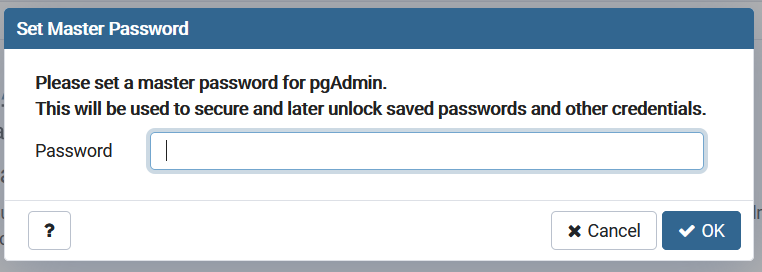 Set Master Password
Please set a master password for pgAdmin.
This will be used to secure and later unlock saved passwords and other credentials.
Password
? Cancel OK